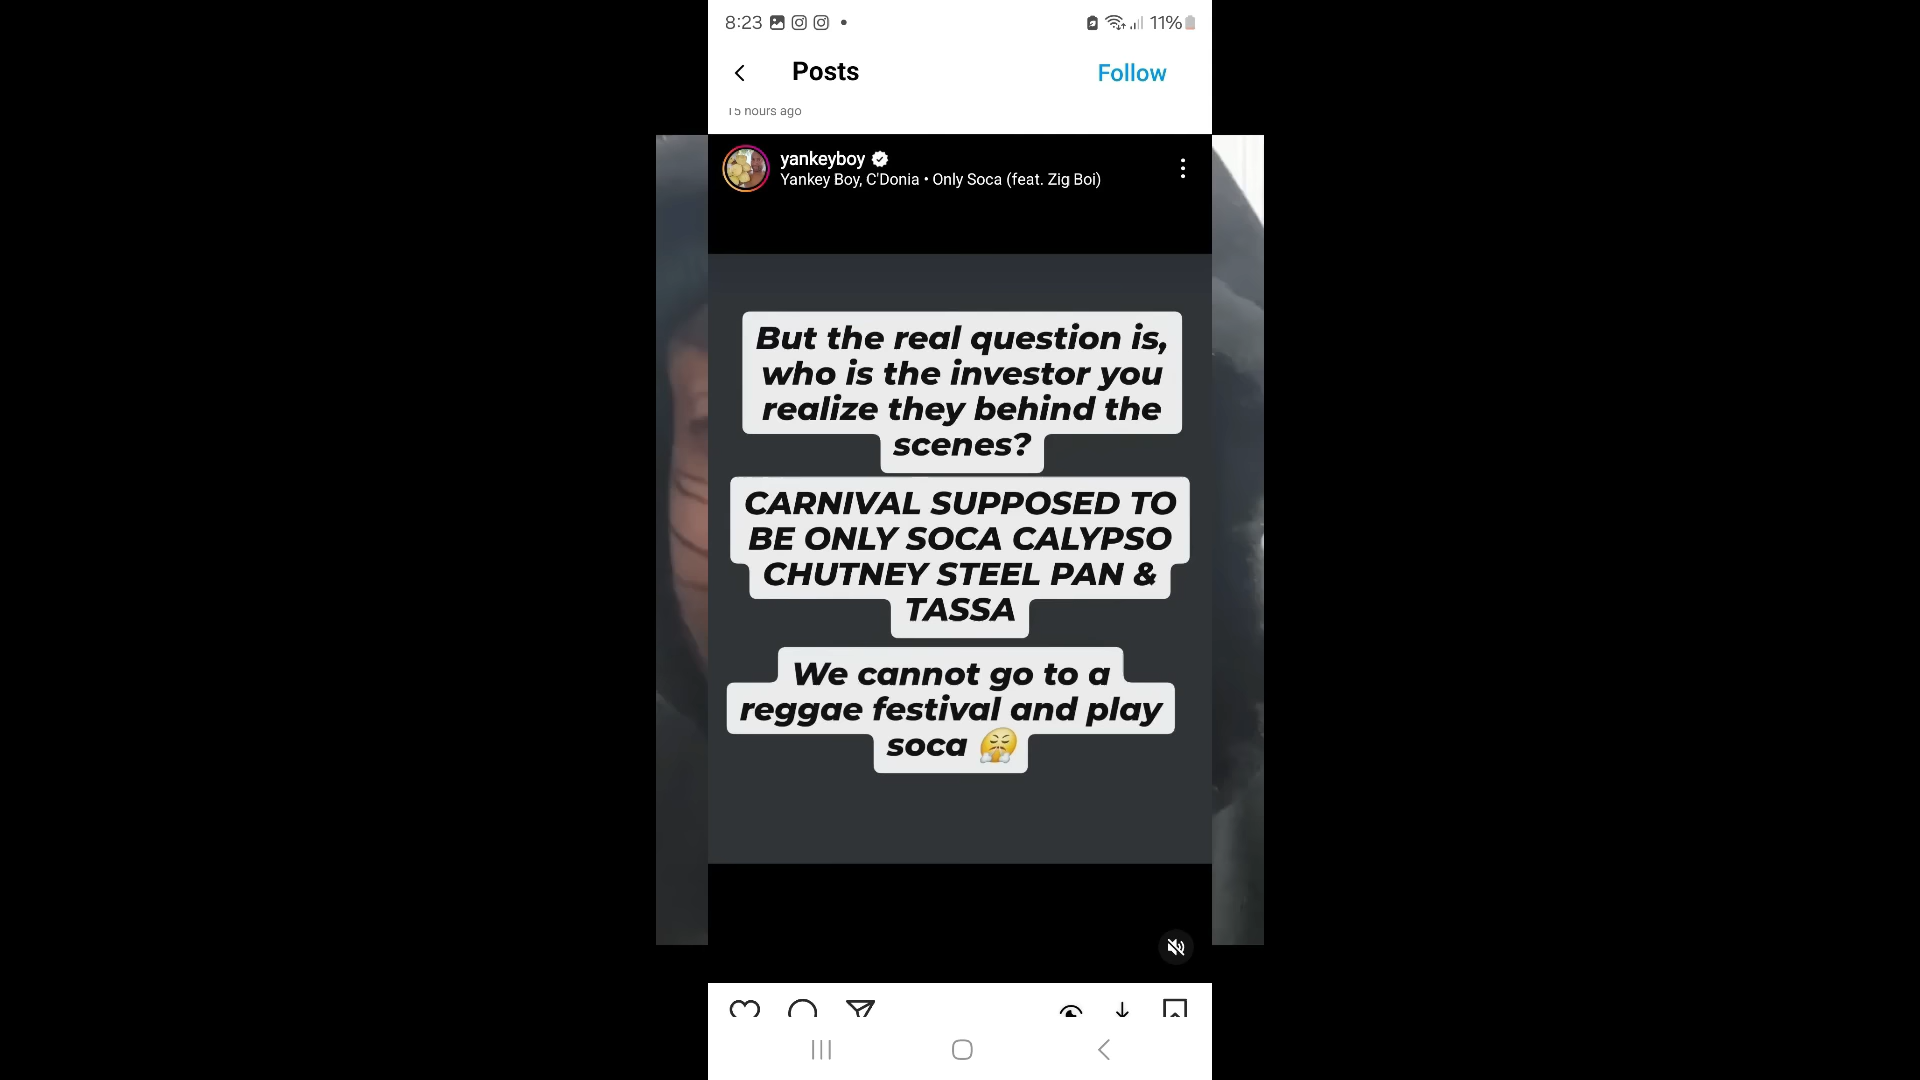 8:23
11%
Posts
Follow
15 hours ago
yankeyboy
Yankey Boy, C'Donia • Only Soca (feat. Zig Boi)
But the real question is,
who is the investor you
realize they behind the
scenes?
CARNIVAL SUPPOSED TO
BE ONLY SOCA CALYPSO
CHUTNEY STEEL PAN &
TASSA
We cannot go to a
reggae festival and play
soca 😤